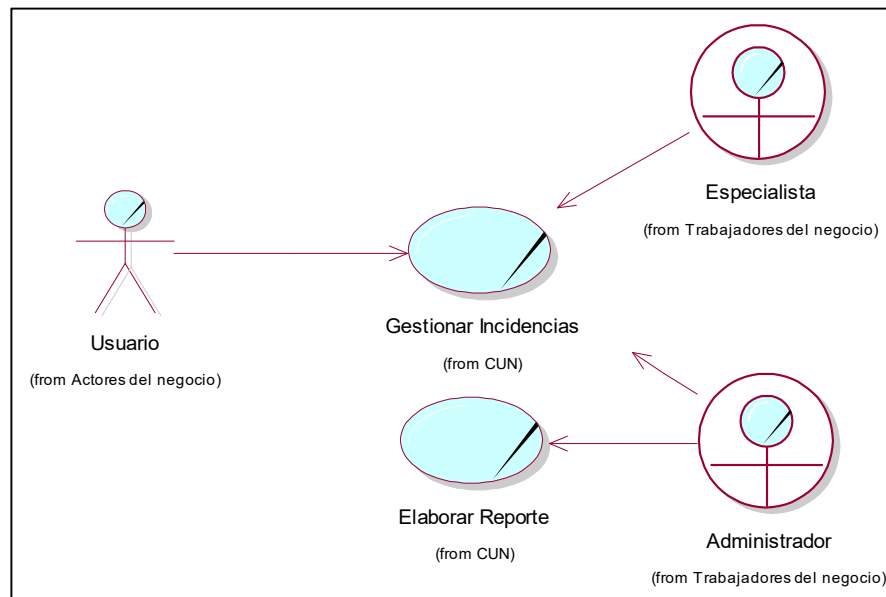 Especialista
(from Trabajadores del negocio)
Usuario
(from Actores del negocio)
Gestionar Incidencias
(from CUN)
Elaborar Reporte
(from CUN)
Administrador
(from Trabajadores del negocio)